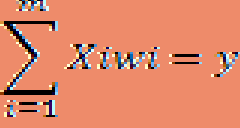 m
∑ Xiwi = y
i=1